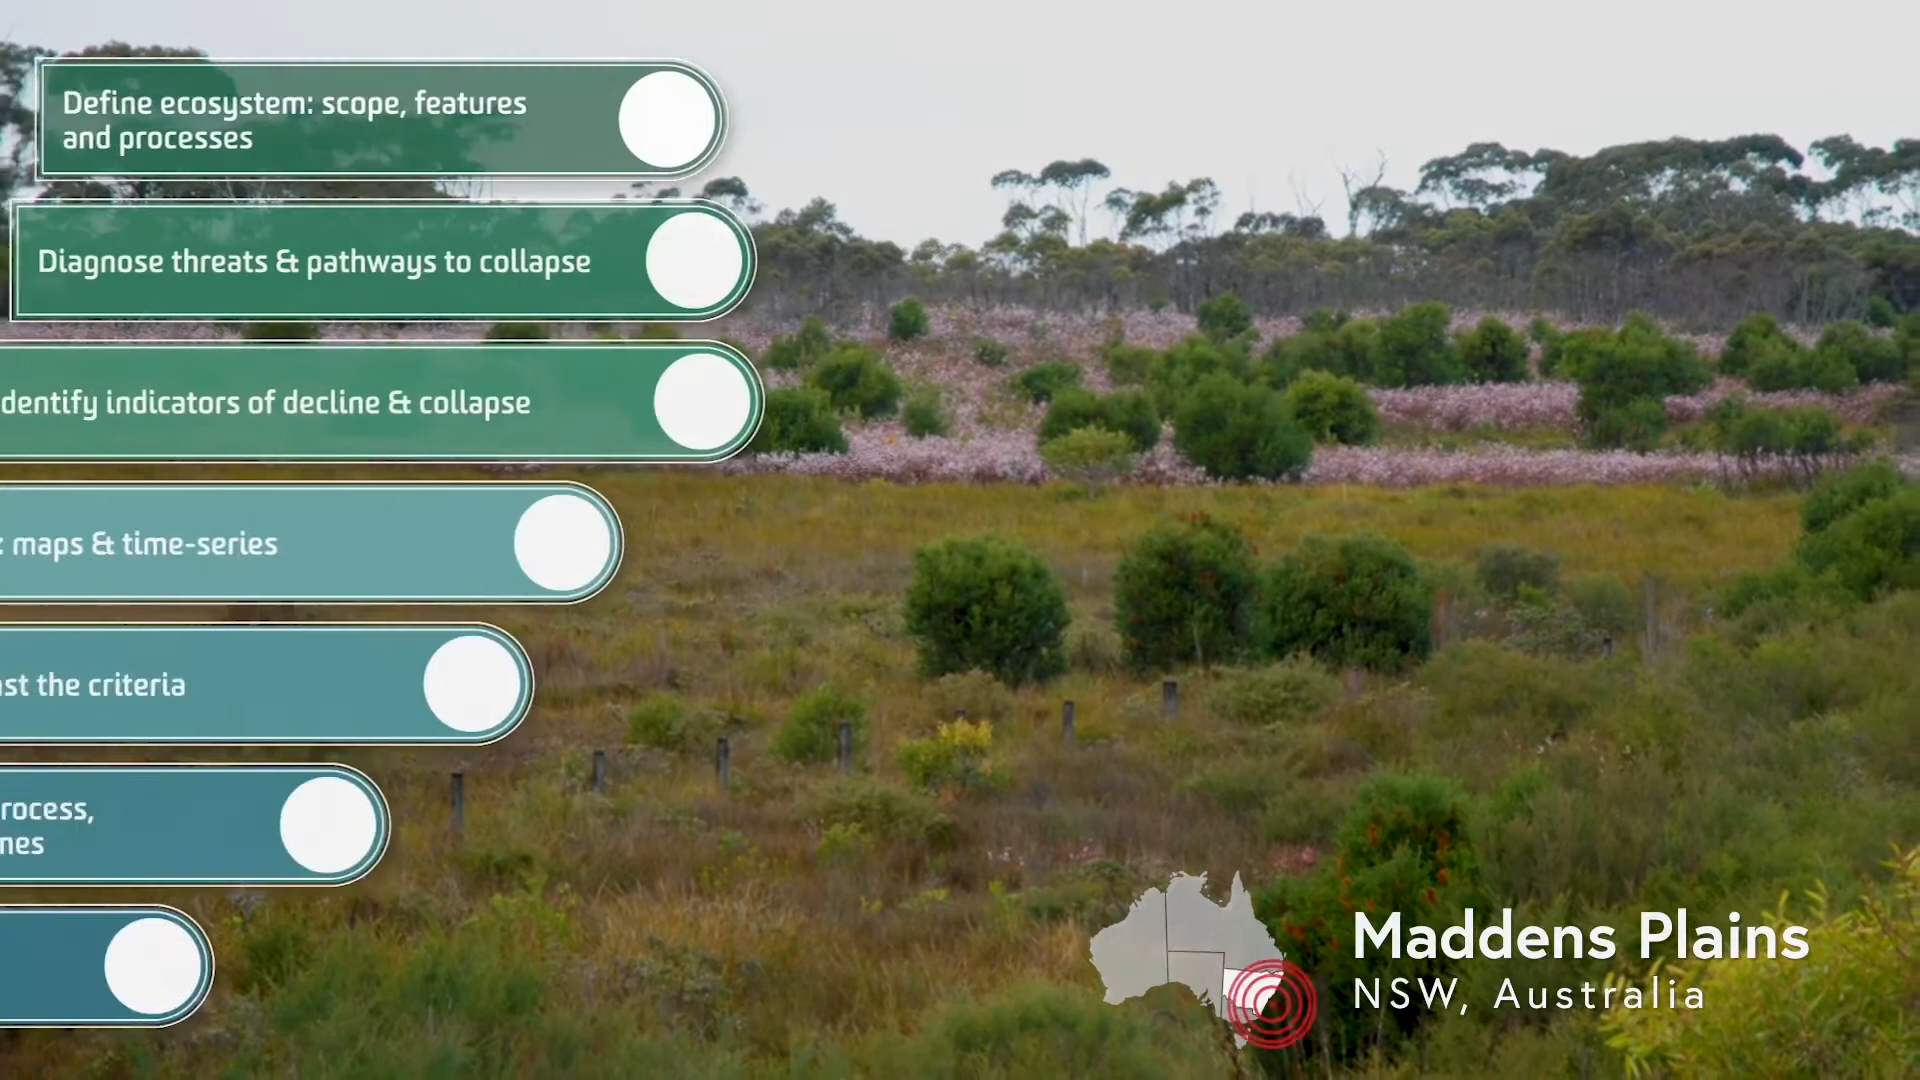 Define ecosystem: scope, features
and processes
Diagnose threats & pathways to collapse
dentify indicators of decline & collapse
: maps & time-series
st the criteria
rocess,
nes
Maddens Plains
NSW, Australia